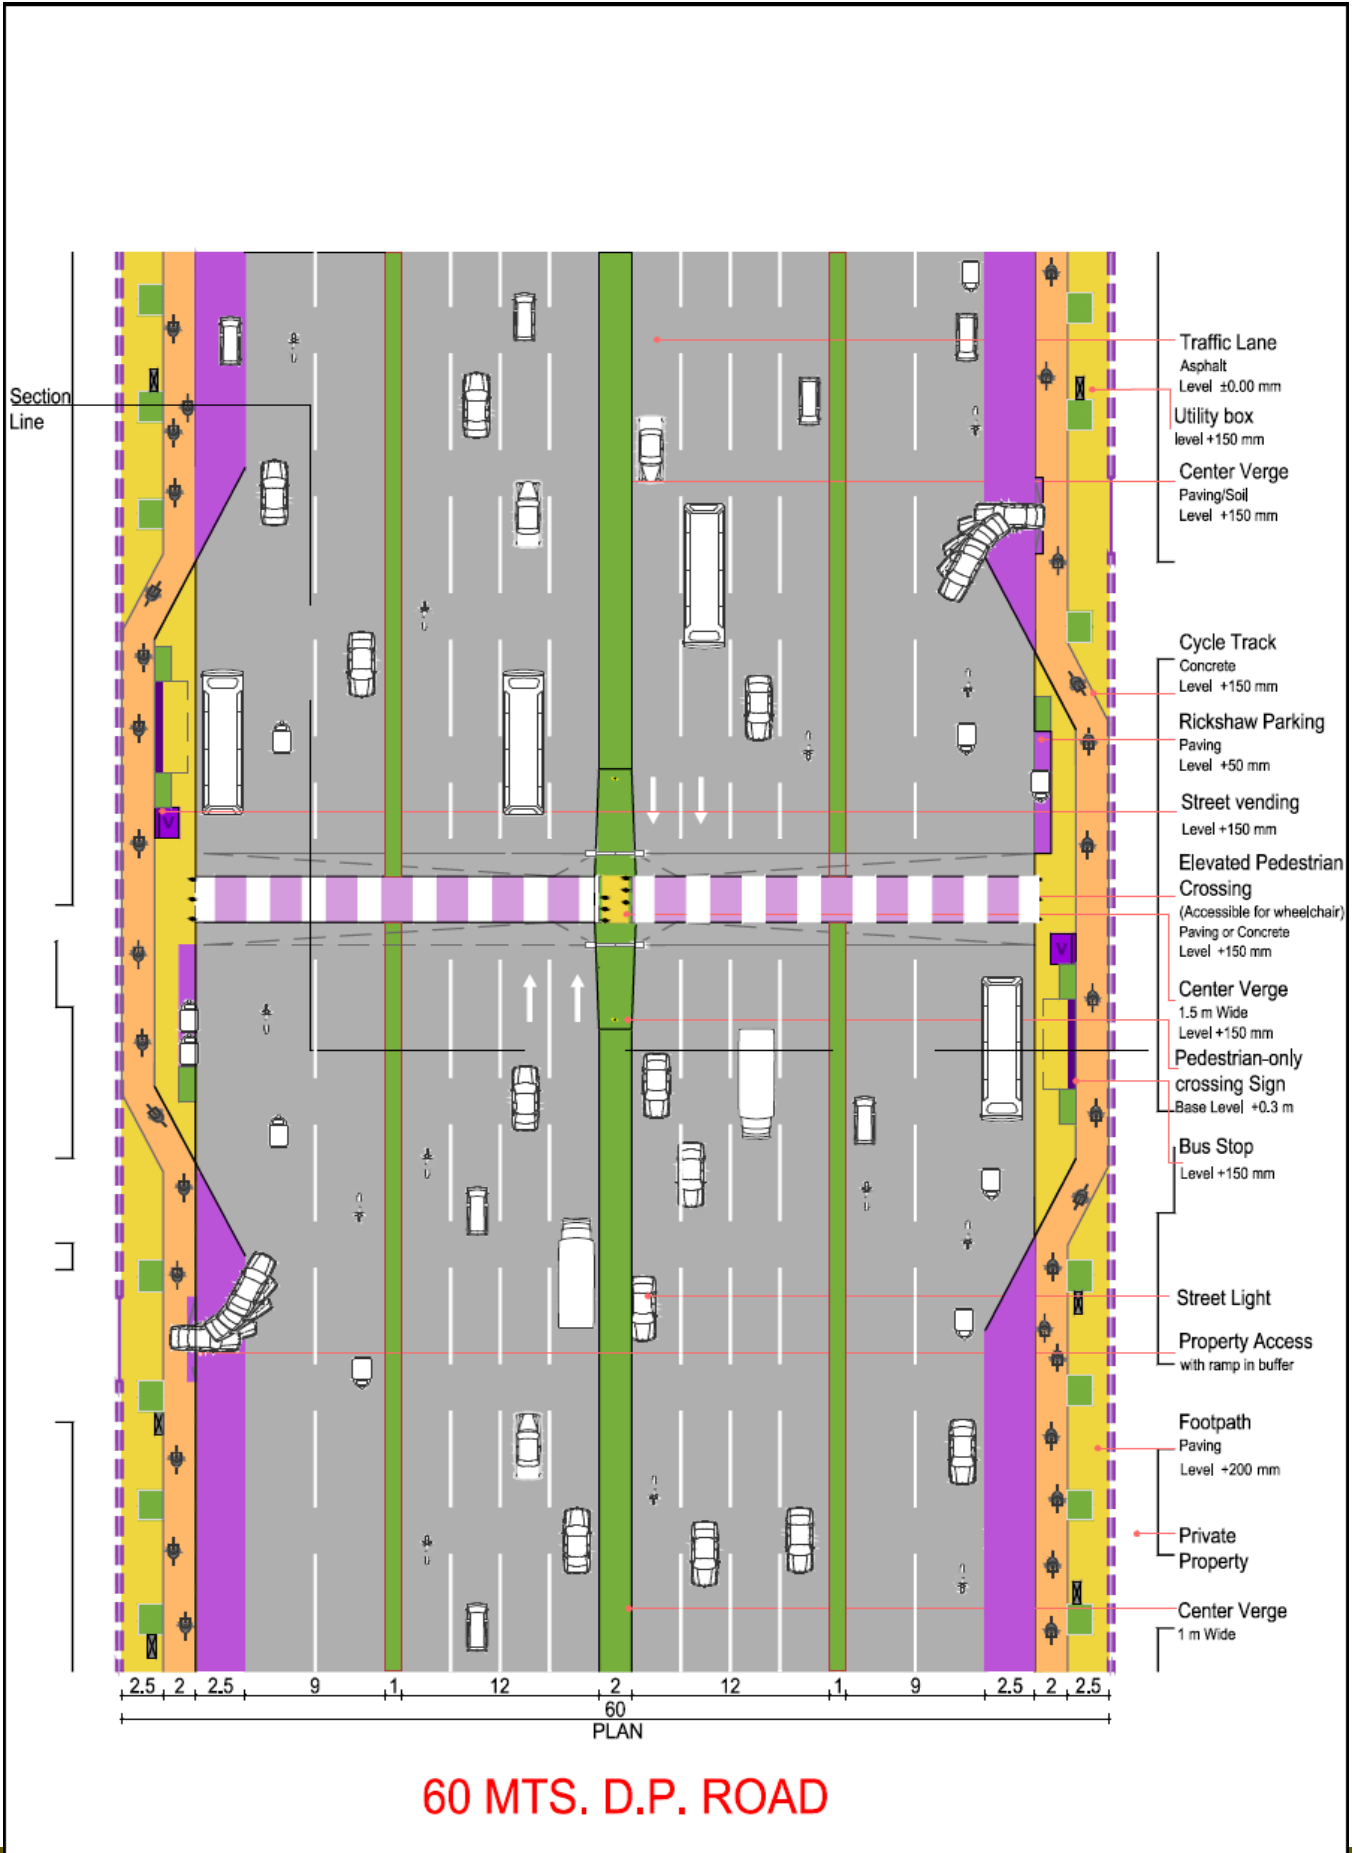 Section
Line
Traffic Lane
Asphalt
Level ±0.00 mm
Utility box
level +150 mm
Center Verge
Paving/Soil
Level +150 mm
Cycle Track
Concrete
Level +150 mm
Rickshaw Parking
Paving
Level +50 mm
Street vending
Level +150 mm
V
Elevated Pedestrian
Crossing
(Accessible for wheelchair)
Paving or Concrete
Level +150 mm
V
Center Verge
1.5 m Wide
Level +150 mm
Pedestrian-only
crossing Sign
Base Level +0.3 m
Bus Stop
Level +150 mm
Street Light
Property Access
with ramp in buffer
Footpath
Paving
Level +200 mm
Private
Property
Center Verge
1 m Wide
2.5 2 2.5 9 1 12 2 12 1 9 2.5 2 2.5
60
PLAN
60 MTS. D.P. ROAD